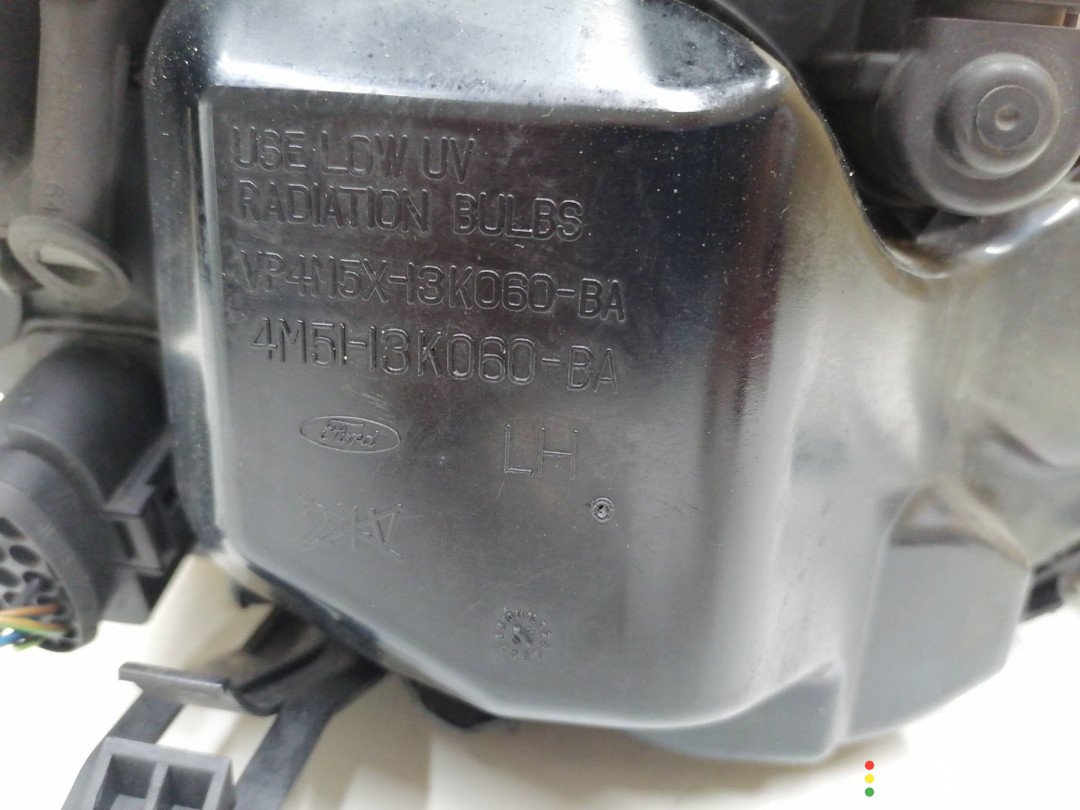 USE LOW UV
RADIATION BULBS
VP4M5X-13K060-BA
4M51-13K060-BA
Ford
LH